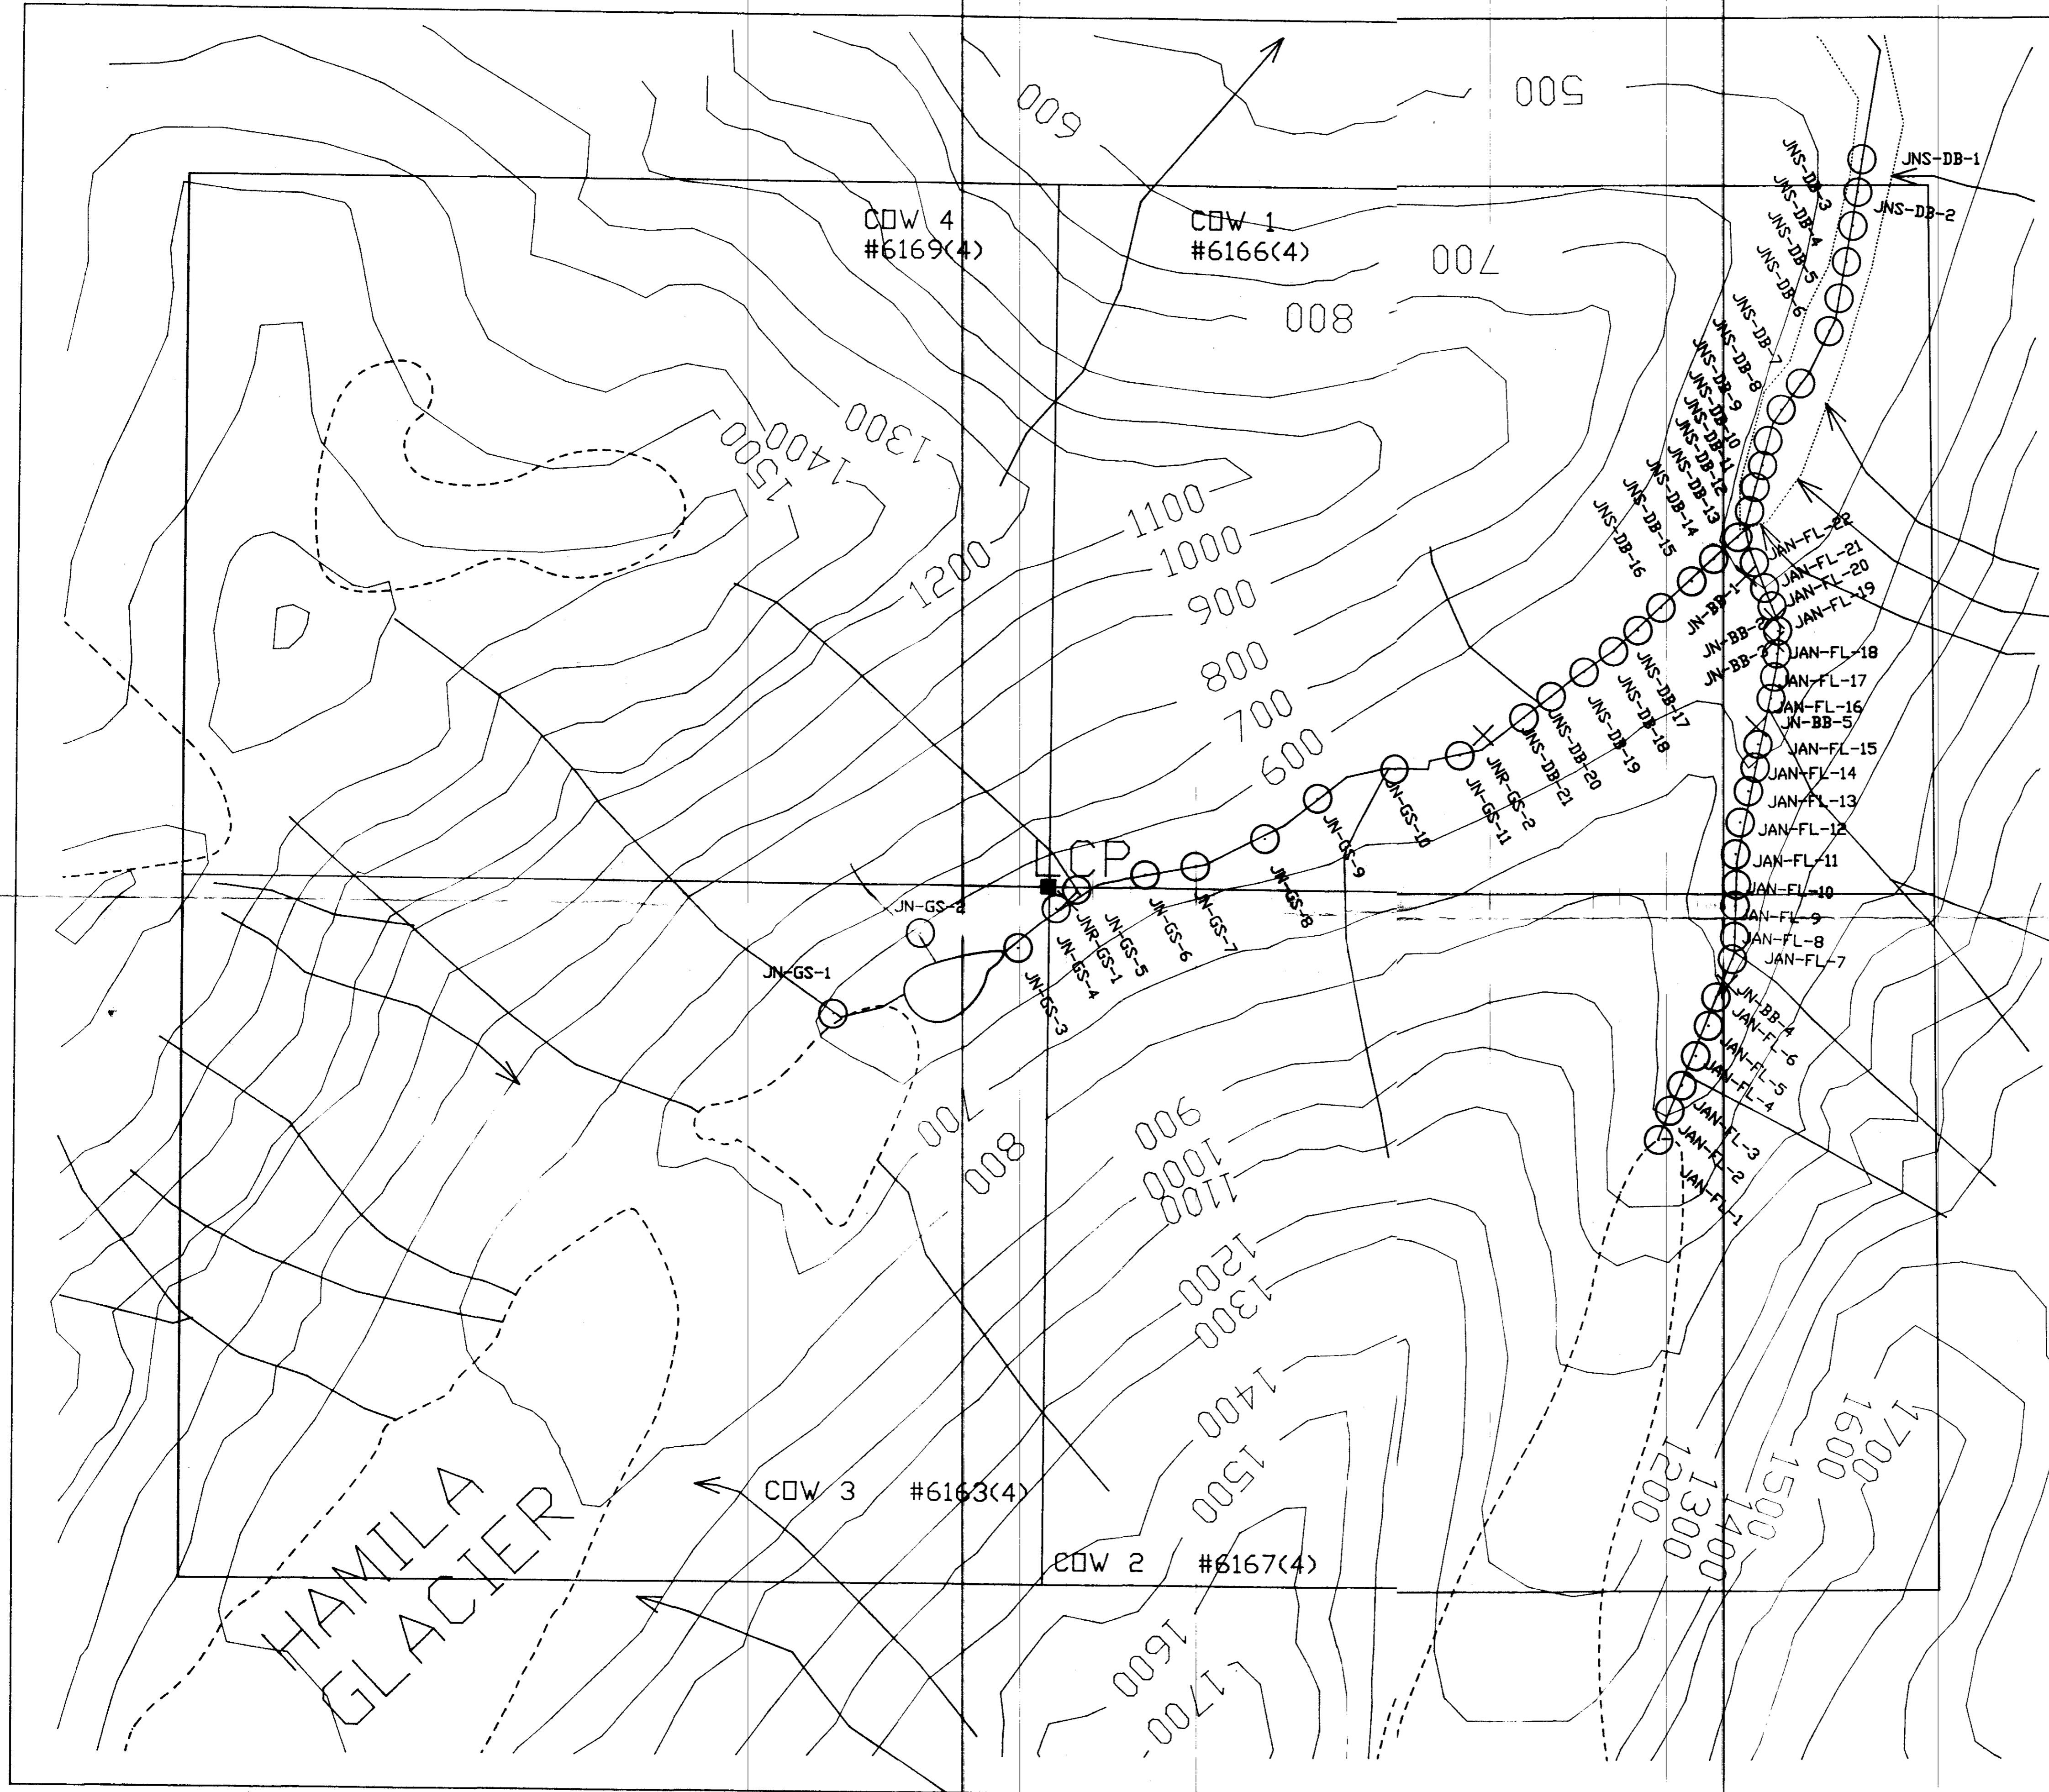 500
600
JNS-DB-1
JNS-DB-2
JNS-DB-3
JNS-DB-4
JNS-DB-5
JNS-DB-6
COW 4
#6169(4)
COW 1
#6166(4)
700
800
JNS-DB-7
JNS-DB-8
JNS-DB-9
JNS-DB-10
JNS-DB-11
JNS-DB-12
JNS-DB-13
JNS-DB-14
JNS-DB-15
JNS-DB-16
1300
1400
1500
1100
1000
1200
900
800
700
600
JAN-FL-22
JAN-FL-21
JAN-FL-20
JAN-FL-19
JN-BB-1
JN-BB-2
JN-BB-3
JAN-FL-18
JAN-FL-17
JAN-FL-16
JN-BB-5
JAN-FL-15
JAN-FL-14
JAN-FL-13
JAN-FL-12
JAN-FL-11
JAN-FL-10
JAN-FL-9
JAN-FL-8
JAN-FL-7
JNS-DB-17
JNS-DB-18
JNS-DB-19
JNS-DB-20
JNS-DB-21
JNR-GS-2
JN-GS-11
JN-GS-10
JN-GS-9
JN-GS-8
JN-GS-7
JN-GS-6
JN-GS-5
JNR-GS-1
JN-GS-4
JN-GS-3
LCP
JN-GS-2
JN-GS-1
JN-BB-4
JAN-FL-6
JAN-FL-5
JAN-FL-4
JAN-FL-3
JAN-FL-2
JAN-FL-1
700
800
900
1000
1100
1200
1300
1400
1500
1600
1700
1700
1600
1500
1400
1300
1200
COW 3 #6163(4)
COW 2 #6167(4)
HAMILA
GLACIER